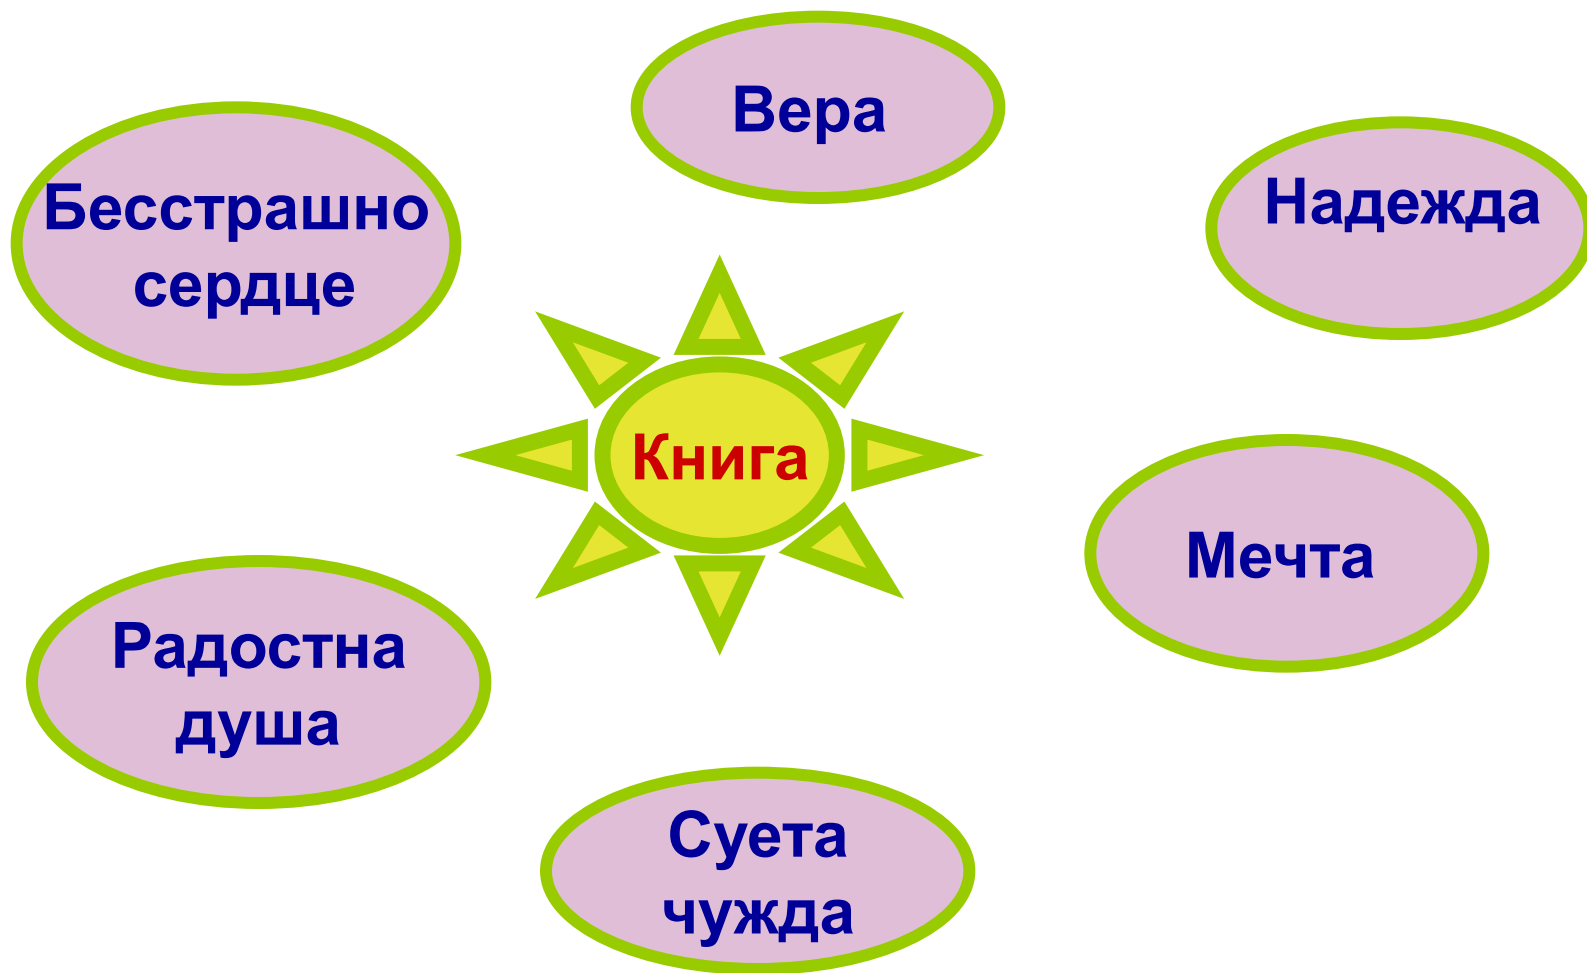 Вера
Надежда
Бесстрашно
сердце
Книга
Мечта
Радостна
душа
Суета
чужда